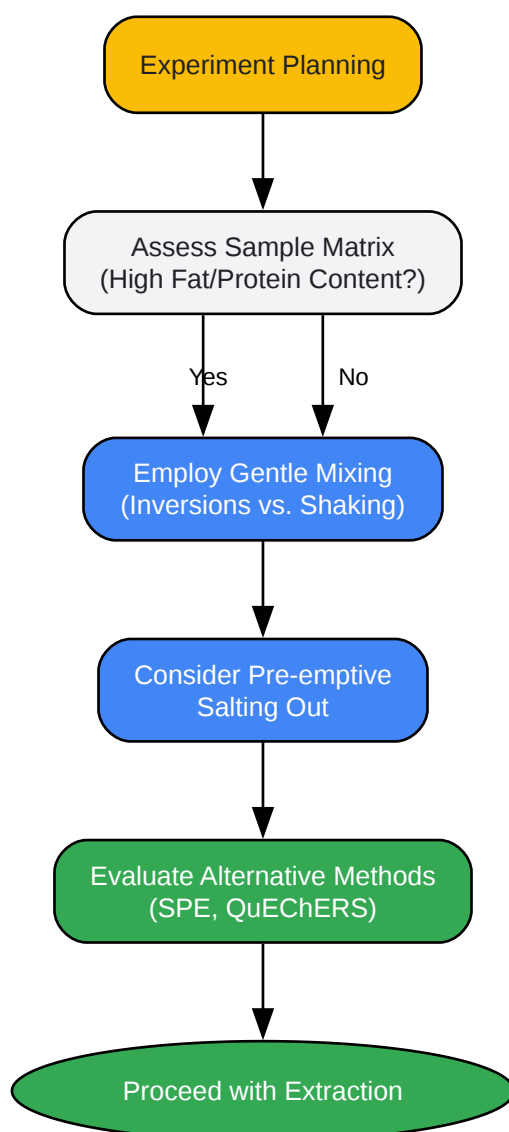 Experiment Planning
Assess Sample Matrix
(High Fat/Protein Content?)
Yes
No
Employ Gentle Mixing
(Inversions vs. Shaking)
Consider Pre-emptive
Salting Out
Evaluate Alternative Methods
(SPE, QuEChERS)
Proceed with Extraction